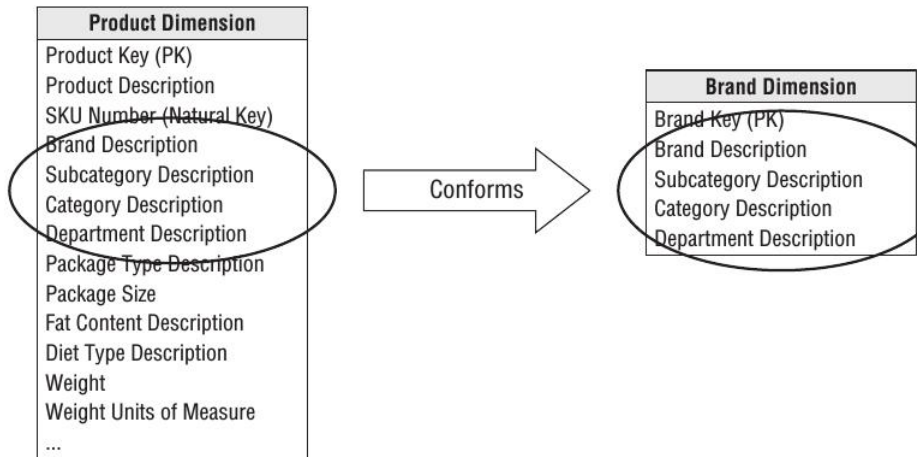 Product Dimension
Product Key (PK)
Product Description
SKU Number (Natural Key)
Brand Description
Subcategory Description
Category Description
Department Description
Package Type Description
Package Size
Fat Content Description
Diet Type Description
Weight
Weight Units of Measure
...
Conforms
Brand Dimension
Brand Key (PK)
Brand Description
Subcategory Description
Category Description
Department Description